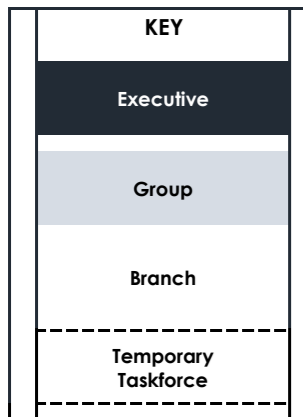 KEY
Executive
Group
Branch
Temporary
Taskforce